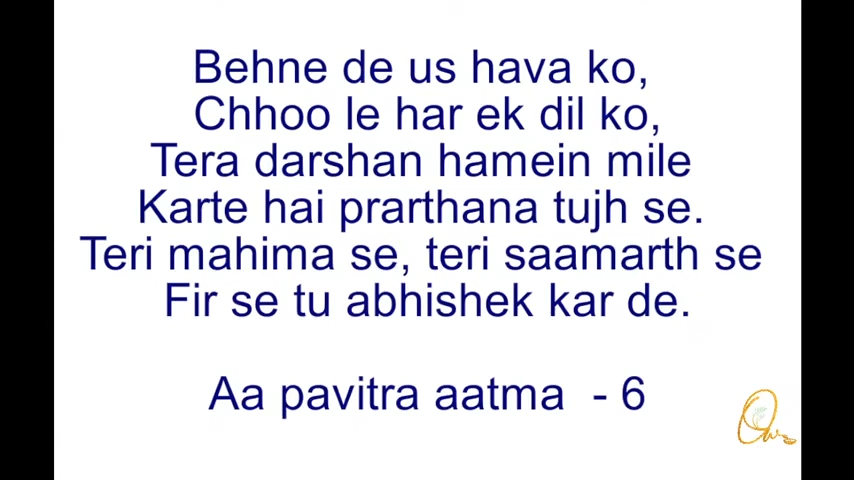 Behne de us hava ko,
Chhoo le har ek dil ko,
Tera darshan hamein mile
Karte hai prarthana tujh se.
Teri mahima se, teri saamarth se
Fir se tu abhishek kar de.
Aa pavitra aatma - 6